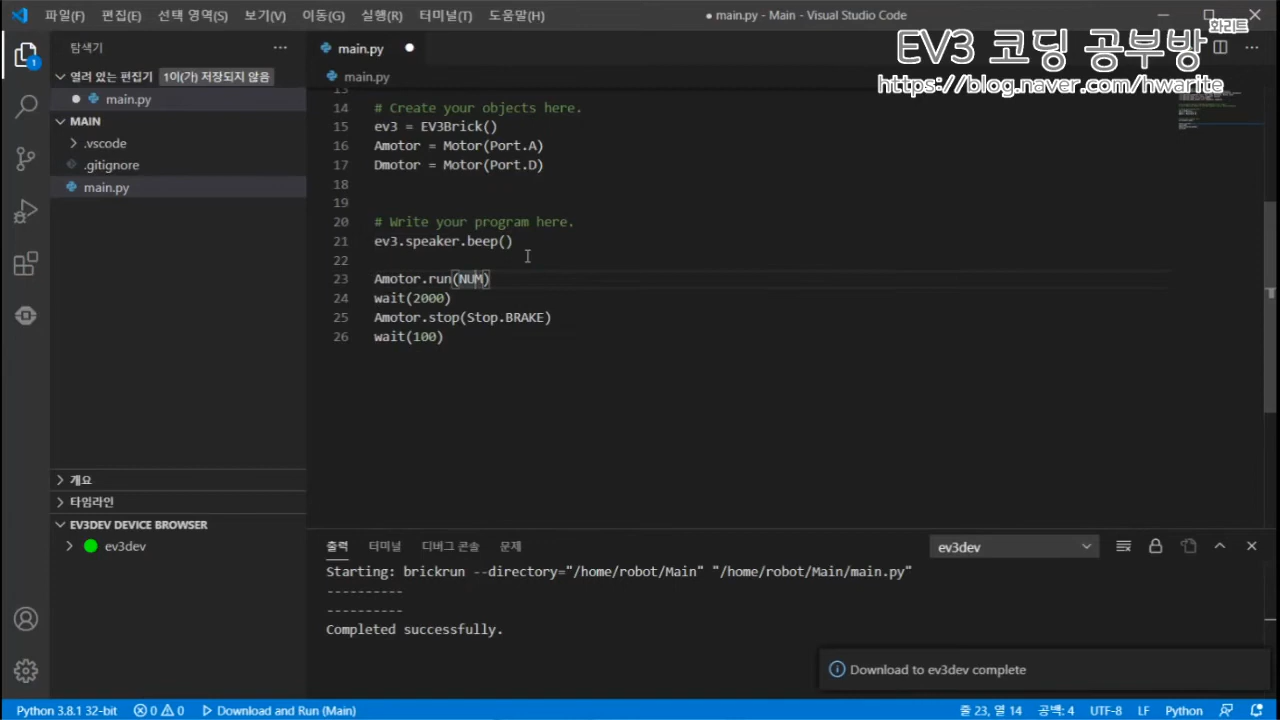 파일(F) 편집(E) 선택 영역(S) 보기(V) 이동(G) 실행(R) 터미널(T) 도움말(H)
● main.py - Main - Visual Studio Code
화리트
EV3 코딩 공부방
https://blog.naver.com/hwarite
탐색기
열려 있는 편집기 1이(가) 저장되지 않음
main.py
MAIN
.vscode
.gitignore
main.py
개요
타임라인
EV3DEV DEVICE BROWSER
ev3dev
1
main.py
main.py
13
14 # Create your objects here.
15 ev3 = EV3Brick()
16 Amotor = Motor(Port.A)
17 Dmotor = Motor(Port.D)
18
19
20 # Write your program here.
21 ev3.speaker.beep()
22
23 Amotor.run(NUM)
24 wait(2000)
25 Amotor.stop(Stop.BRAKE)
26 wait(100)
출력 터미널 디버그 콘솔 문제
ev3dev
Starting: brickrun --directory="/home/robot/Main" "/home/robot/Main/main.py"
----------
----------
Completed successfully.
Download to ev3dev complete
Python 3.8.1 32-bit 0 0 Download and Run (Main)
줄 23, 열 14 공백: 4 UTF-8 LF Python